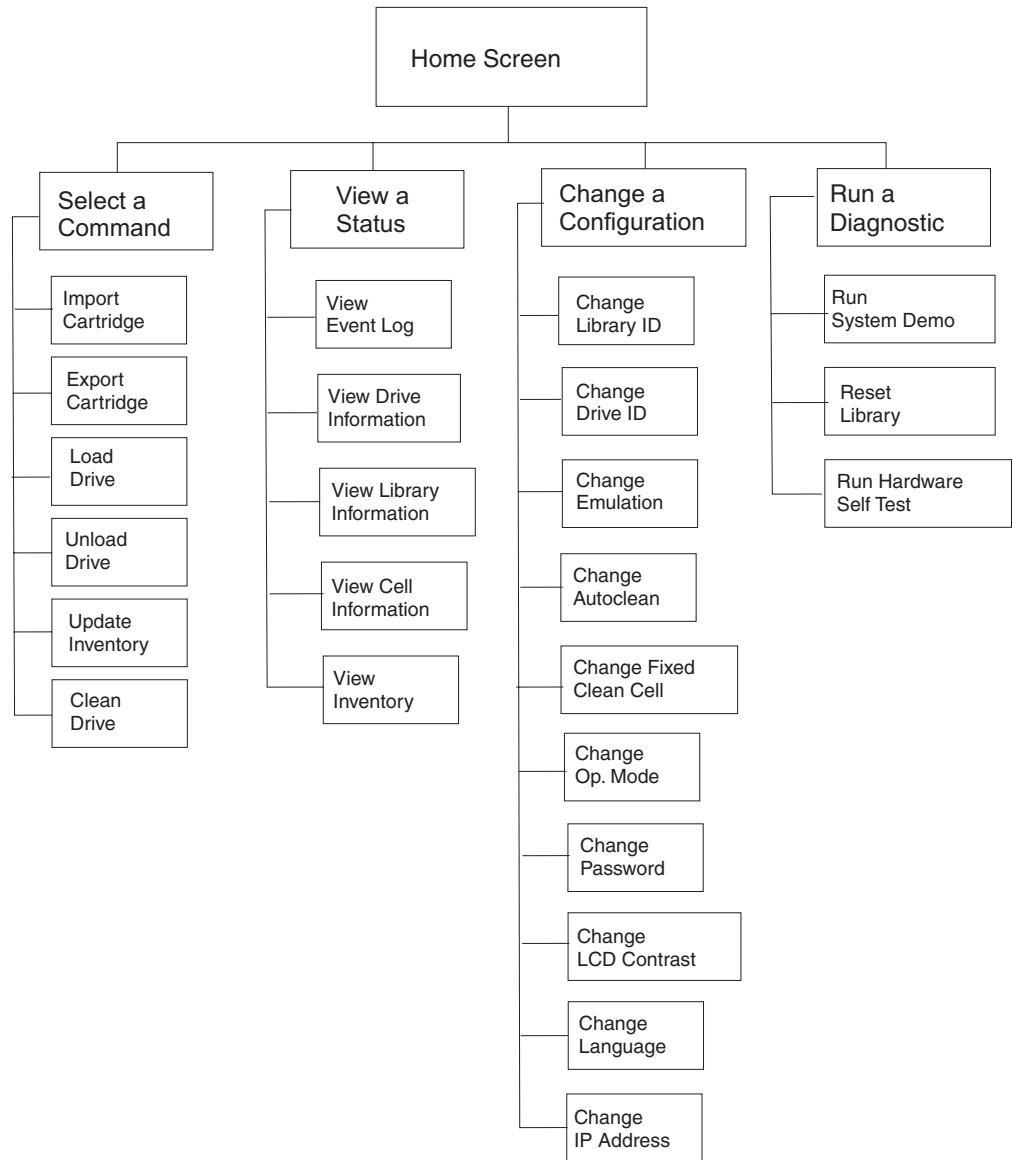 Home Screen
Select a
Command
Import
Cartridge
Export
Cartridge
Load
Drive
Unload
Drive
Update
Inventory
Clean
Drive
View a
Status
View
Event Log
View Drive
Information
View Library
Information
View Cell
Information
View
Inventory
Change a
Configuration
Change
Library ID
Change
Drive ID
Change
Emulation
Change
Autoclean
Change Fixed
Clean Cell
Change
Op. Mode
Change
Password
Change
LCD Contrast
Change
Language
Change
IP Address
Run a
Diagnostic
Run
System Demo
Reset
Library
Run Hardware
Self Test